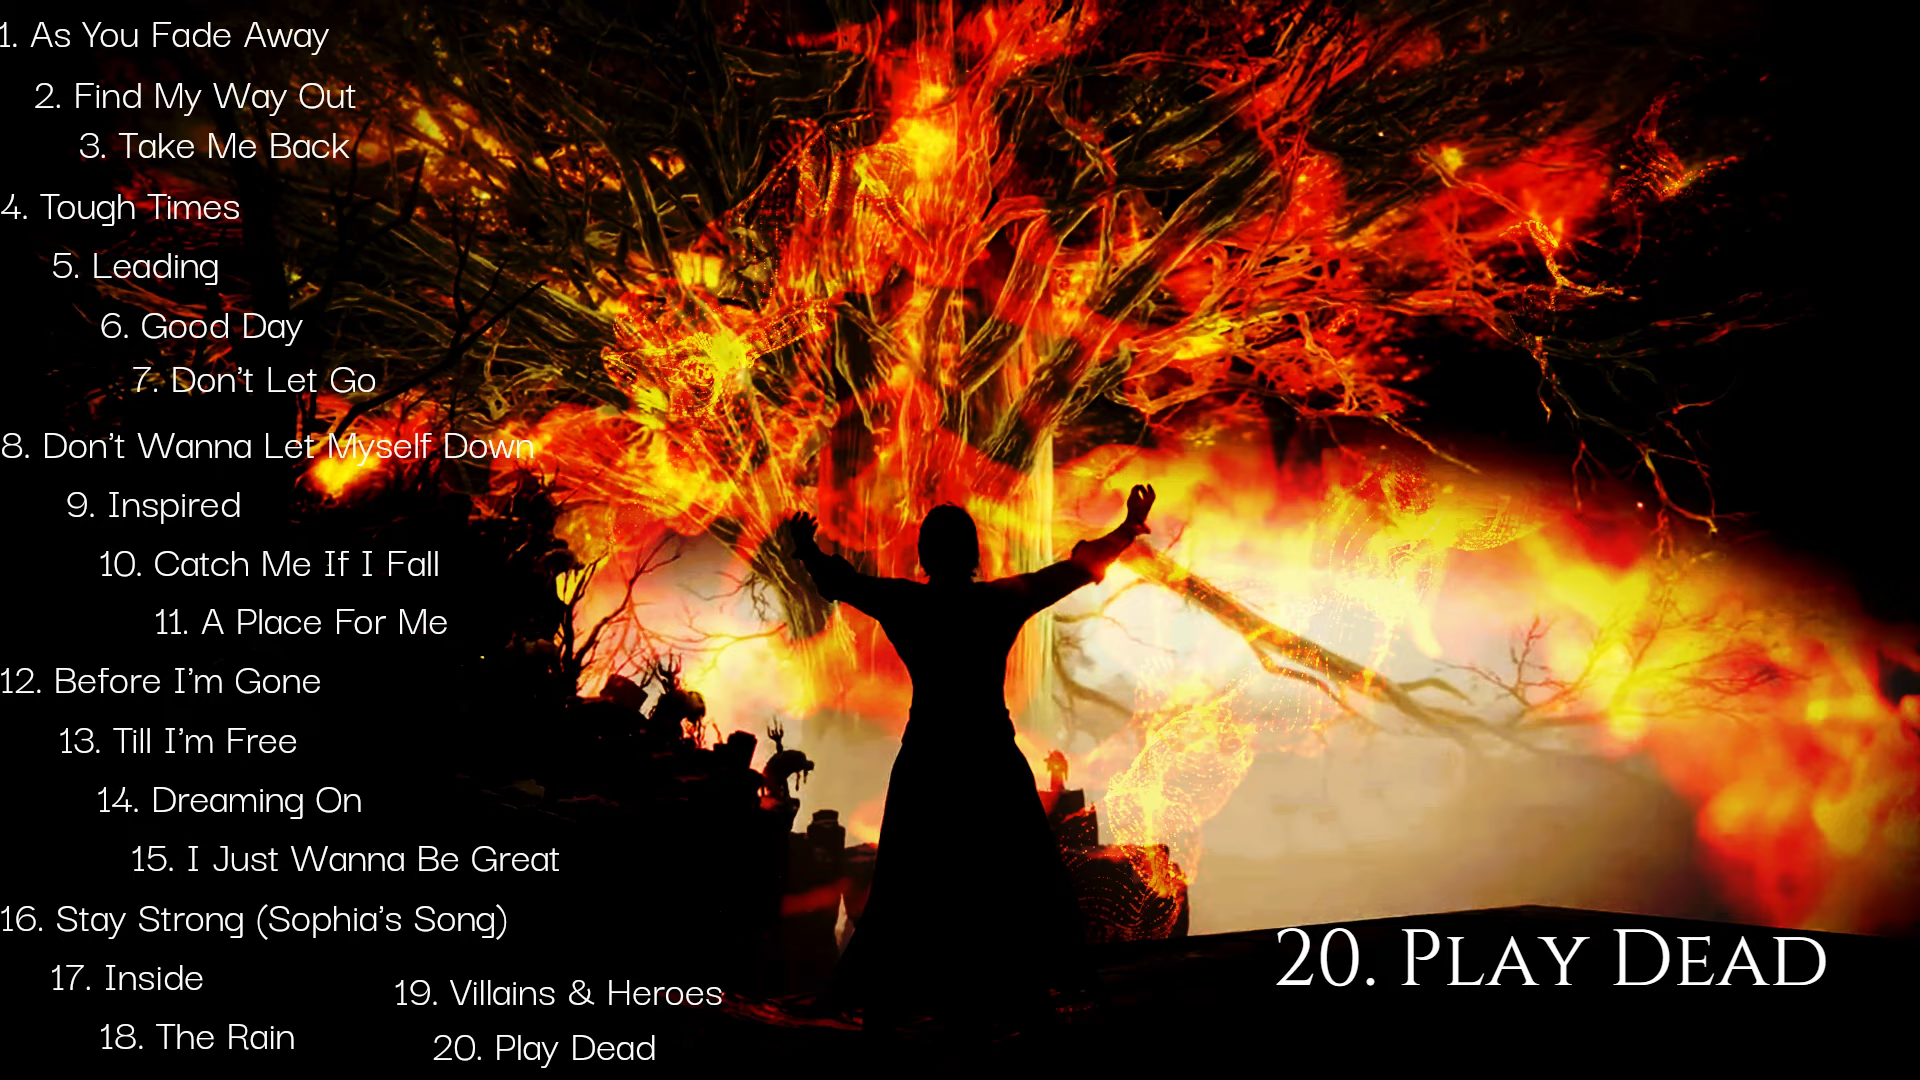 1. As You Fade Away
2. Find My Way Out
3. Take Me Back
4. Tough Times
5. Leading
6. Good Day
7. Don't Let Go
8. Don't Wanna Let Myself Down
9. Inspired
10. Catch Me If I Fall
11. A Place For Me
12. Before I'm Gone
13. Till I'm Free
14. Dreaming On
15. I Just Wanna Be Great
16. Stay Strong (Sophia's Song)
17. Inside
18. The Rain
19. Villains & Heroes
20. Play Dead
20. Play Dead